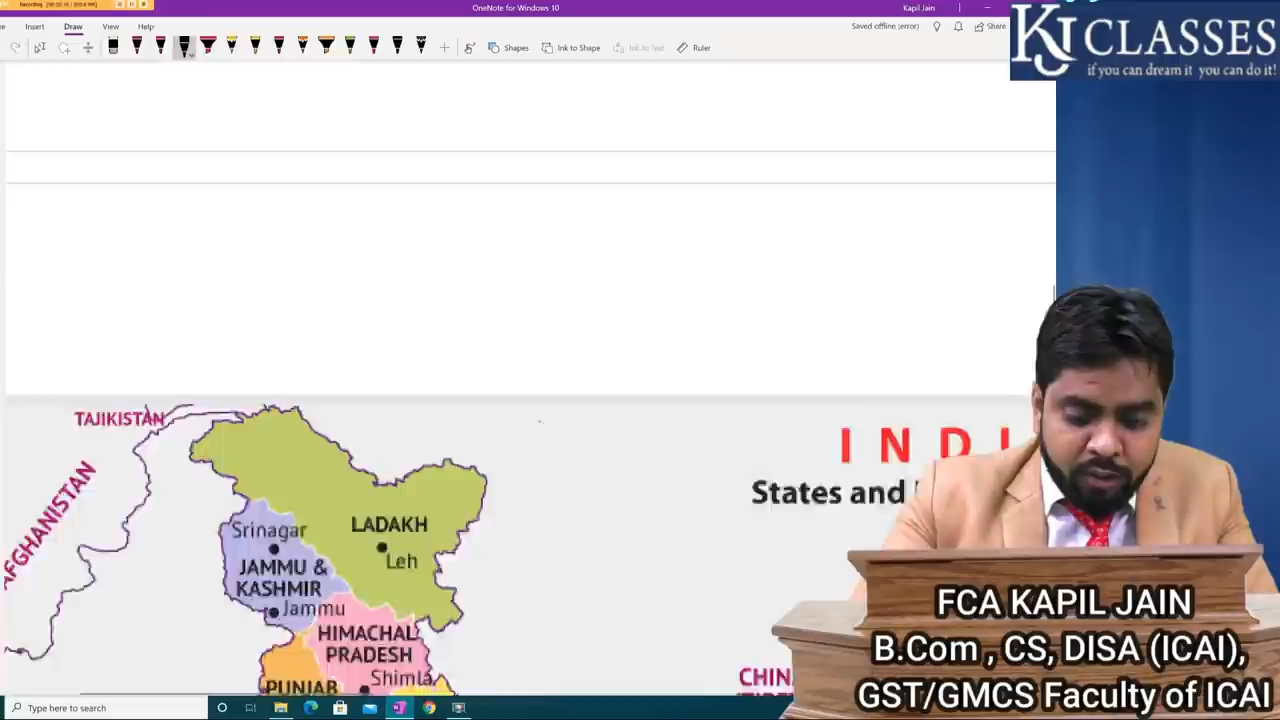 OneNote for Windows 10
Kapil Jain
Insert
Draw
View
Help
Saved offline (error)
Share
Shapes
Ink to Shape
Ink to Text
Ruler
KJ CLASSES
if you can dream it you can do it!
TAJIKISTAN
AFGHANISTAN
INDI
States and
Srinagar
LADAKH
Leh
JAMMU &
KASHMIR
Jammu
HIMACHAL
PRADESH
Shimla
PUNJAB
CHIN
FCA KAPIL JAIN
B.Com , CS, DISA (ICAI),
GST/GMCS Faculty of ICAI
Type here to search